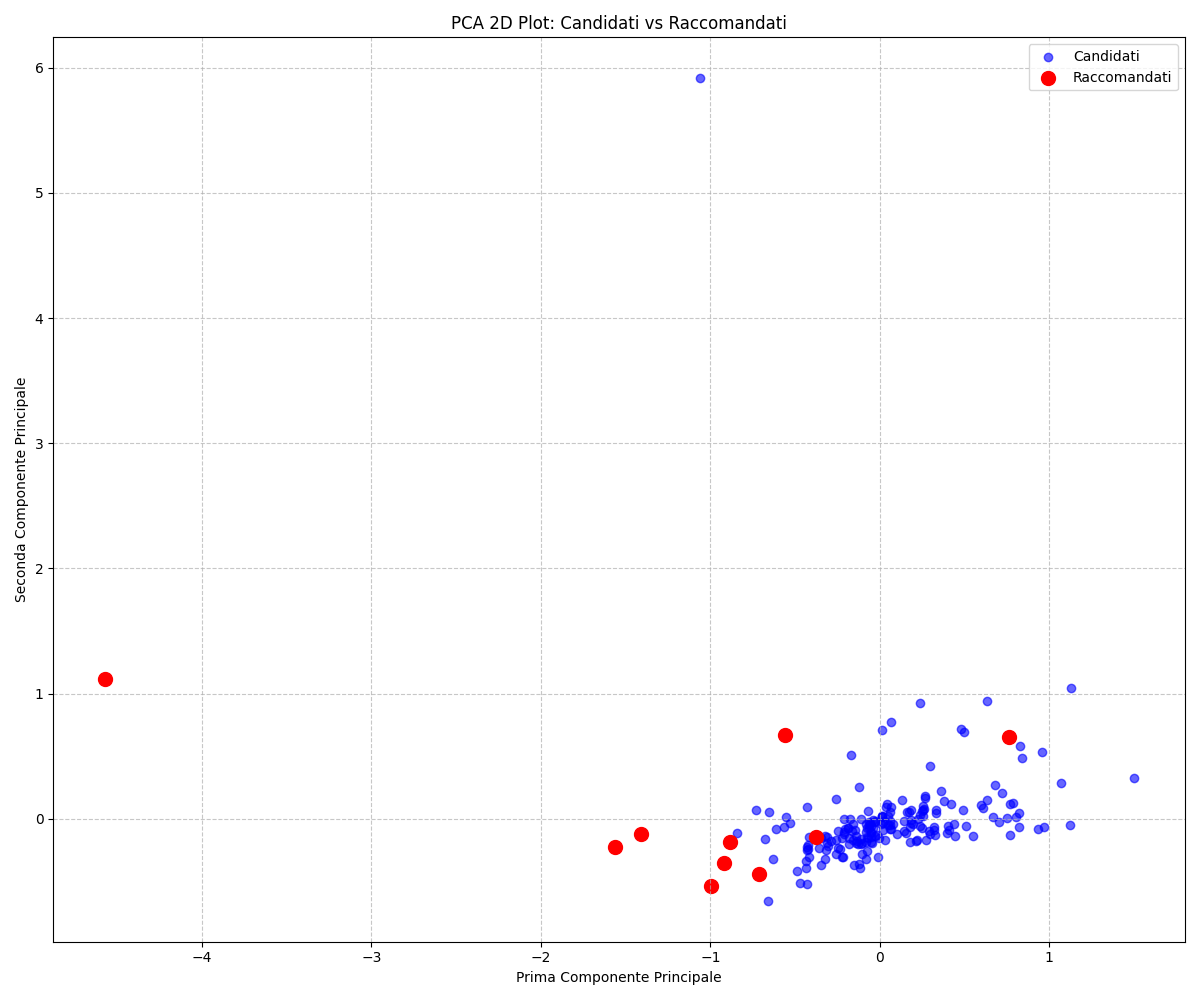 PCA 2D Plot: Candidati vs Raccomandati
Candidati
Raccomandati
Seconda Componente Principale
6
5
4
3
2
1
0
−4
−3
−2
−1
0
1
Prima Componente Principale